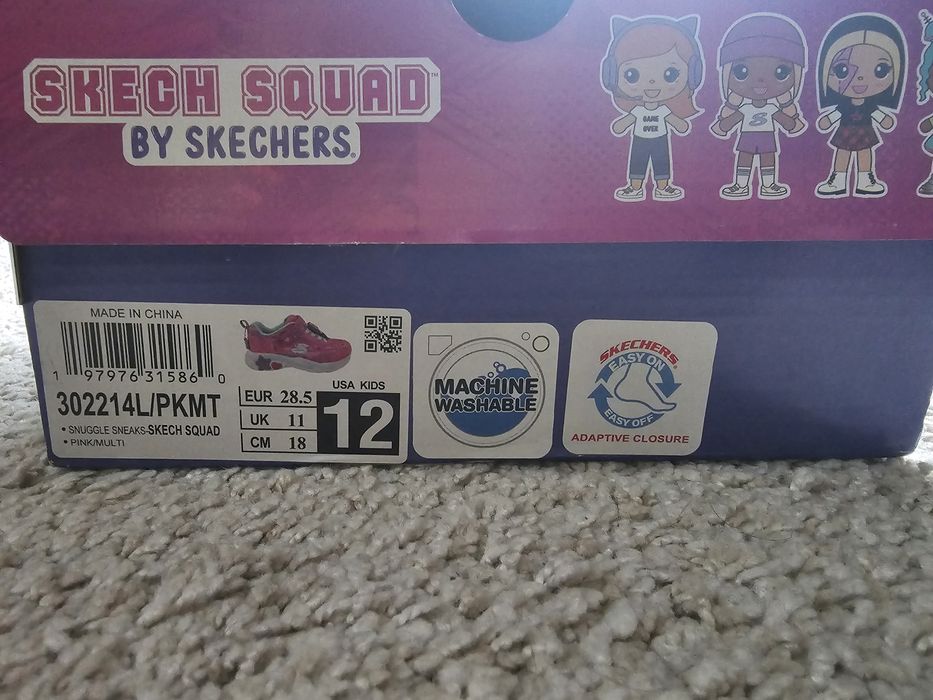 SKECH SQUAD™
BY SKECHERS®
GAME
OVER
S
MADE IN CHINA
1 97976 31586 0
302214L/PKMT
• SNUGGLE SNEAKS-SKECH SQUAD
• PINK/MULTI
EUR 28.5
UK 11
CM 18
USA KIDS
12
MACHINE
WASHABLE
SKECHERS
EASY ON
EASY OFF
ADAPTIVE CLOSURE